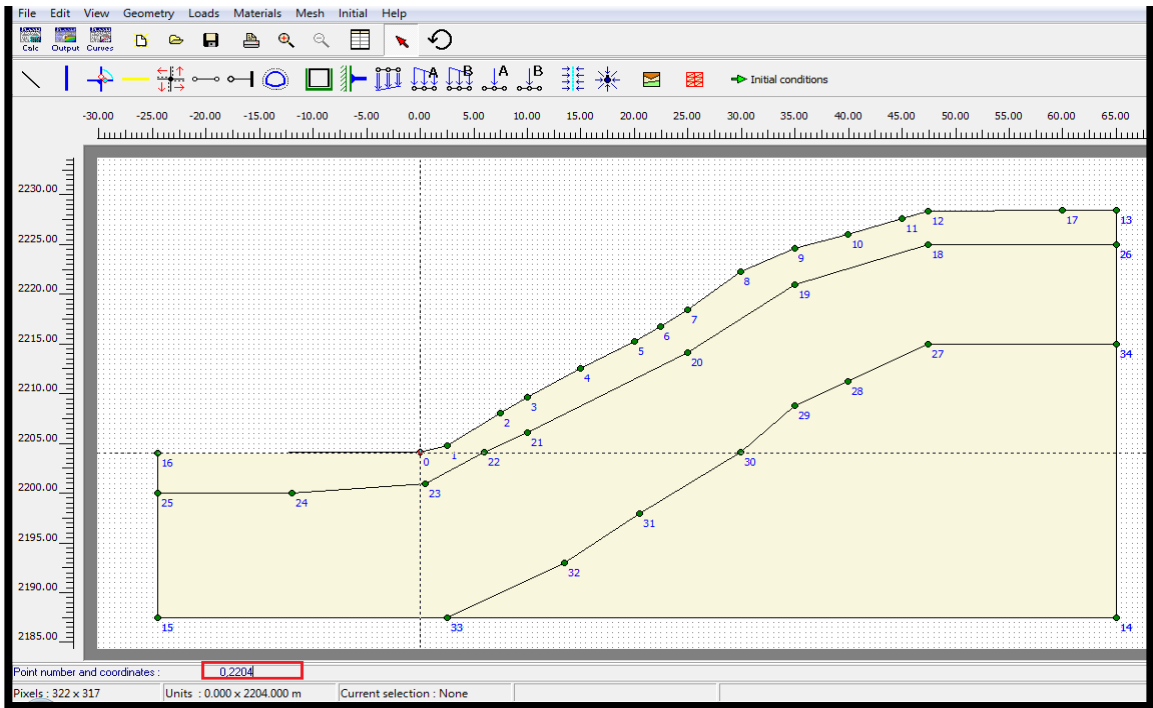 File Edit View Geometry Loads Materials Mesh Initial Help
Calc Output Curves
A B A B Initial conditions
-30.00 -25.00 -20.00 -15.00 -10.00 -5.00 0.00 5.00 10.00 15.00 20.00 25.00 30.00 35.00 40.00 45.00 50.00 55.00 60.00 65.00
2230.00
12 17 13
11
2225.00 10 18 26
9
2220.00 8 19
7
6
2215.00 5 20 27 34
4
2210.00 28
3 29
2
2205.00 21
16 0 1 22 30
2200.00 25 24 23
31
2195.00
32
2190.00
15 33 14
2185.00
Point number and coordinates : 0,2204
Pixels : 322 x 317 Units : 0.000 x 2204.000 m Current selection : None